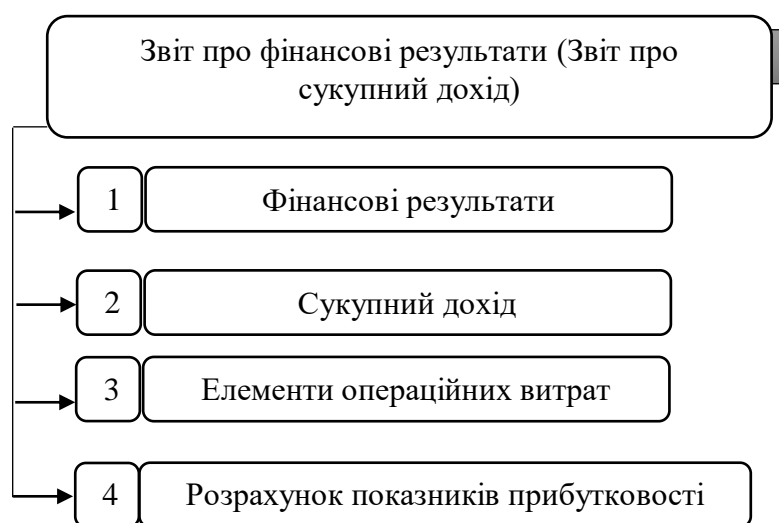 Звіт про фінансові результати (Звіт про
сукупний дохід)
1 Фінансові результати
2 Сукупний дохід
3 Елементи операційних витрат
4 Розрахунок показників прибутковості